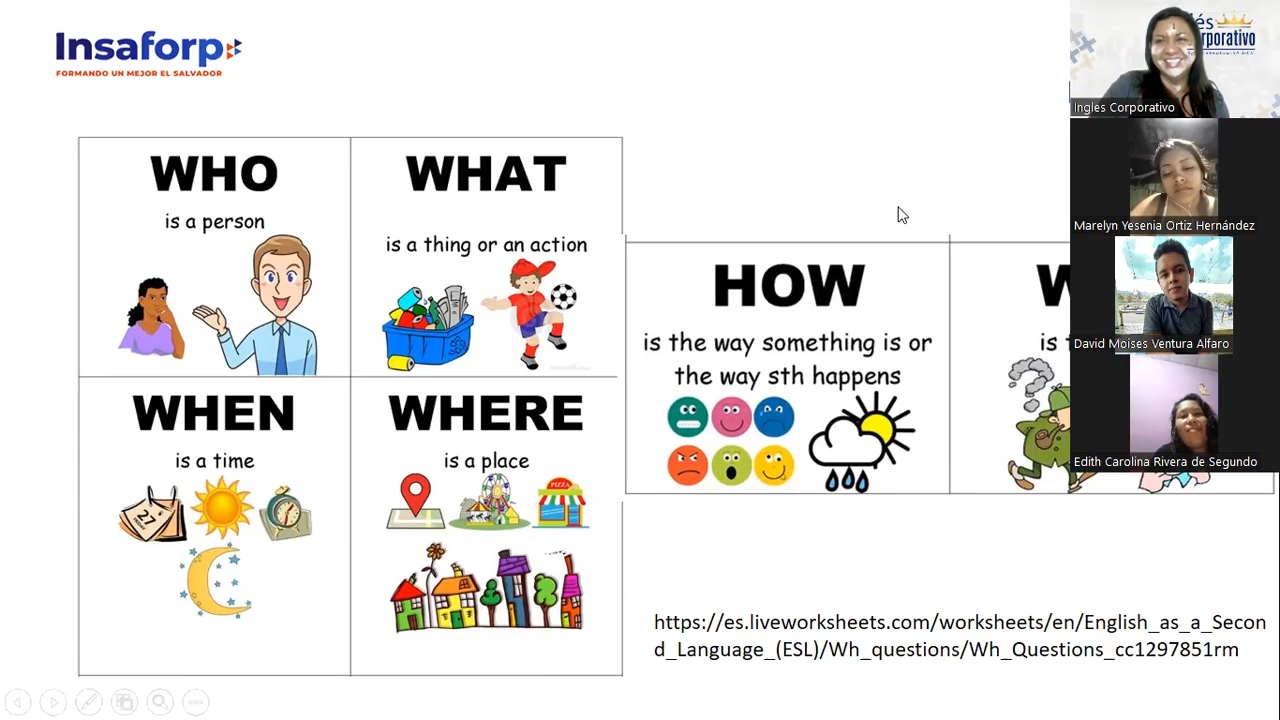 Insaforp
FORMANDO UN MEJOR EL SALVADOR
WHO
is a person
WHAT
is a thing or an action
WHEN
is a time
27
WHERE
is a place
PIZZA
HOW
is the way something is or
the way sth happens
W
is t
https://es.liveworksheets.com/worksheets/en/English_as_a_Secon
d_Language_(ESL)/Wh_questions/Wh_Questions_cc1297851rm
Ingles Corporativo
Marelyn Yesenia Ortiz Hernández
David Moises Ventura Alfaro
Edith Carolina Rivera de Segundo